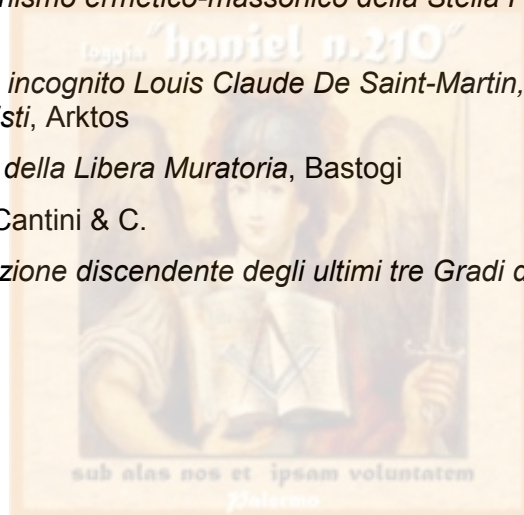 nismo ermetico-massonico della Stella
loggia "haniel n.210"
incognito Louis Claude De Saint-Martin,
sti, Arktos
della Libera Muratoria, Bastogi
Cantini & C.
zione discendente degli ultimi tre Gradi d
sub alas nos et ipsam voluntatem
Palermo